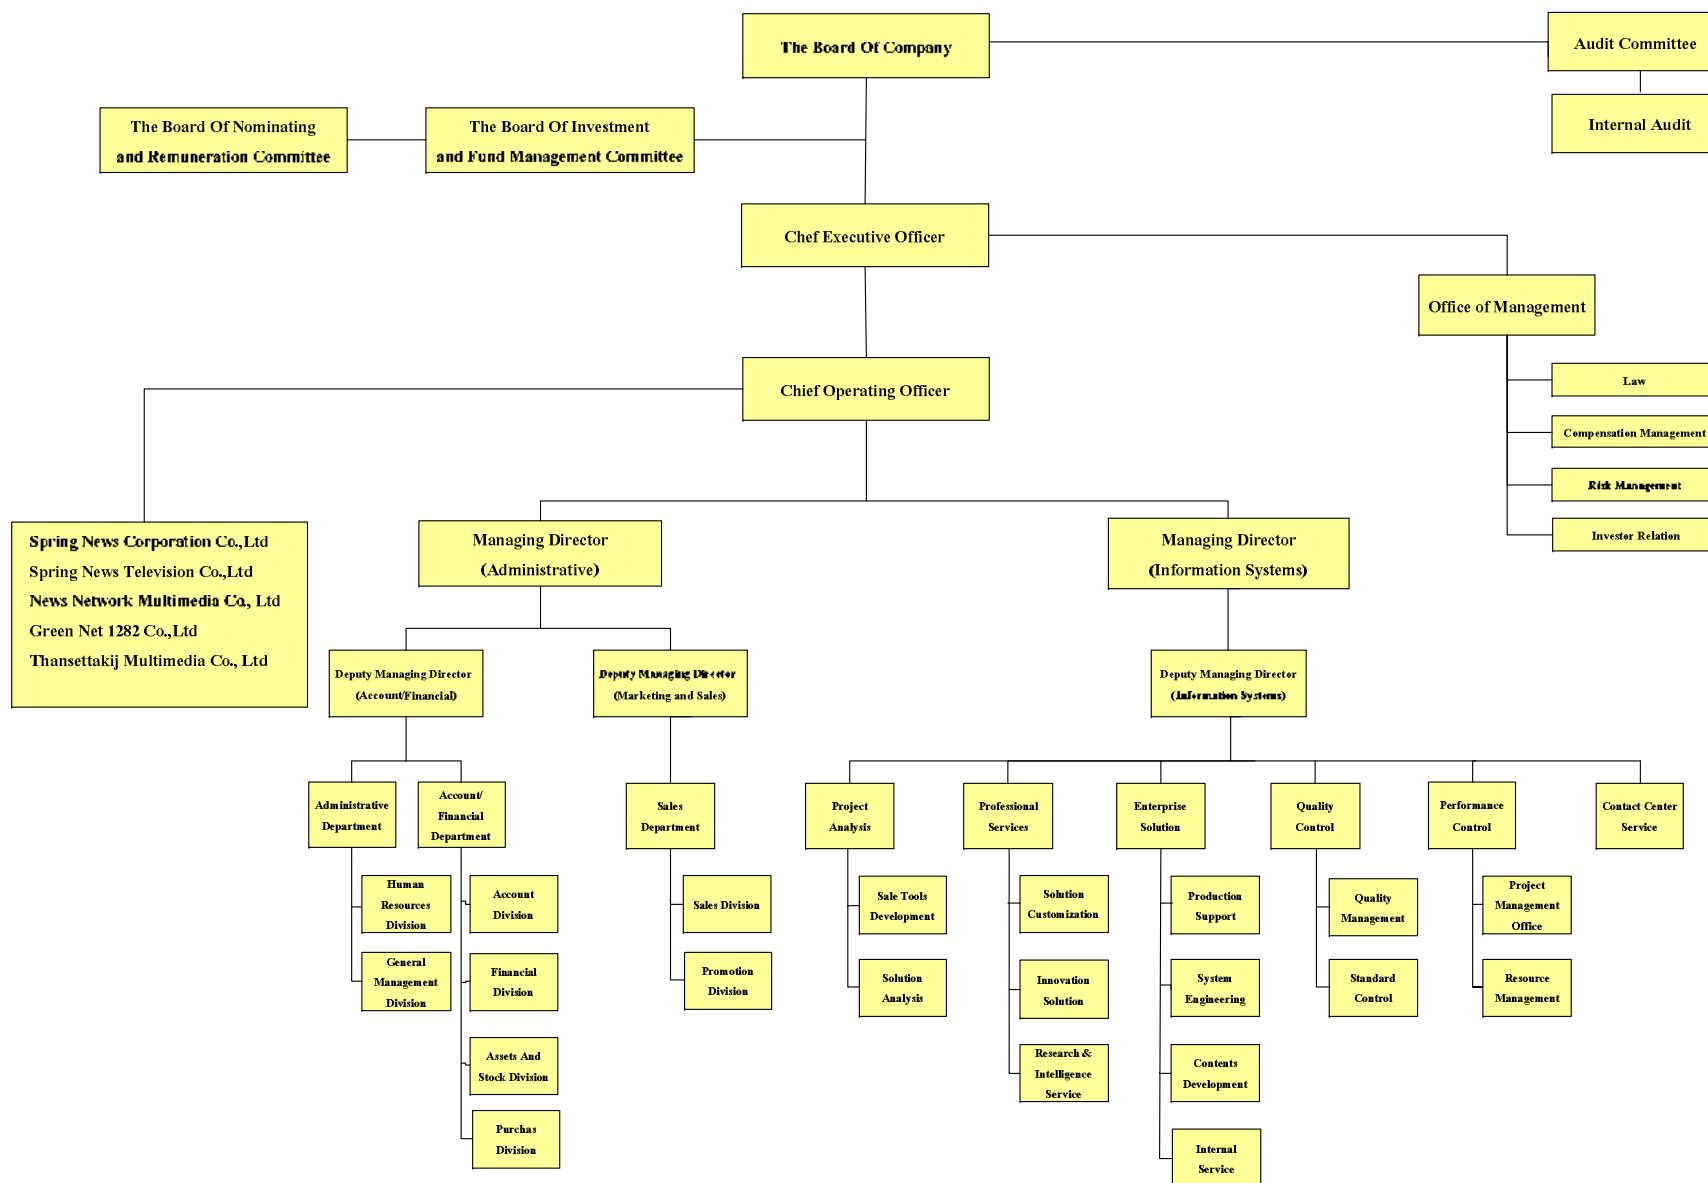 The Board Of Company
Audit Committee
Internal Audit
The Board Of Nominating
and Remuneration Committee
The Board Of Investment
and Fund Management Committee
Chef Executive Officer
Office of Management
Law
Compensation Management
Risk Management
Investor Relation
Chief Operating Officer
Spring News Corporation Co.,Ltd
Spring News Television Co.,Ltd
News Network Multimedia Co., Ltd
Green Net 1282 Co.,Ltd
Thansettakij Multimedia Co., Ltd
Managing Director
(Administrative)
Managing Director
(Information Systems)
Deputy Managing Director
(Account/Financial)
Deputy Managing Director
(Marketing and Sales)
Deputy Managing Director
(Information Systems)
Administrative
Department
Account/
Financial
Department
Sales
Department
Project
Analysis
Professional
Services
Enterprise
Solution
Quality
Control
Performance
Control
Contact Center
Service
Human
Resources
Division
General
Management
Division
Account
Division
Financial
Division
Assets And
Stock Division
Purchas
Division
Sales Division
Promotion
Division
Sale Tools
Development
Solution
Analysis
Solution
Customization
Innovation
Solution
Research &
Intelligence
Service
Production
Support
System
Engineering
Contents
Development
Internal
Service
Quality
Management
Standard
Control
Project
Management
Office
Resource
Management